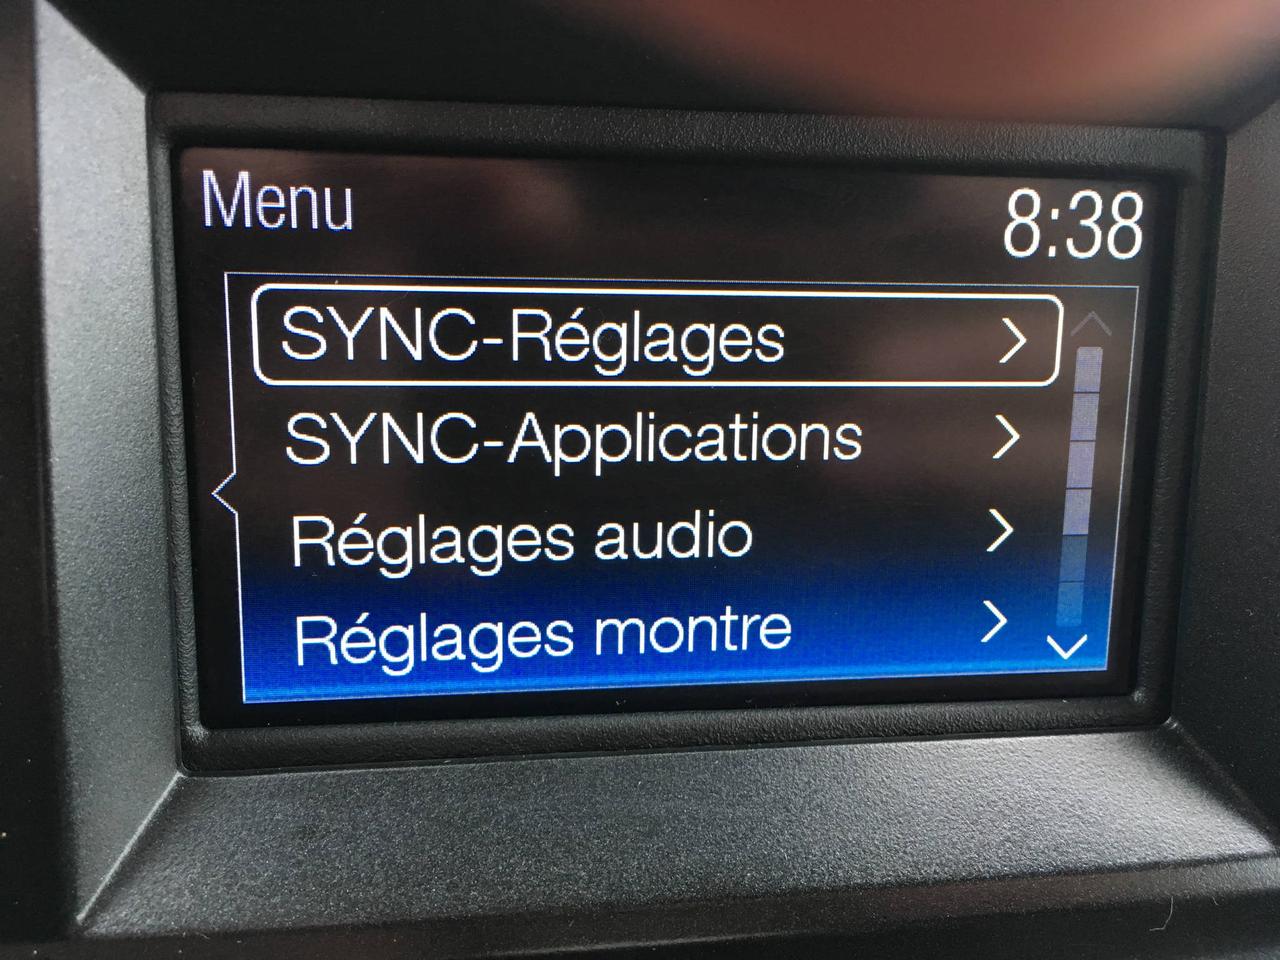 Menu
8:38
SYNC-Réglages
SYNC-Applications
Réglages audio
Réglages montre